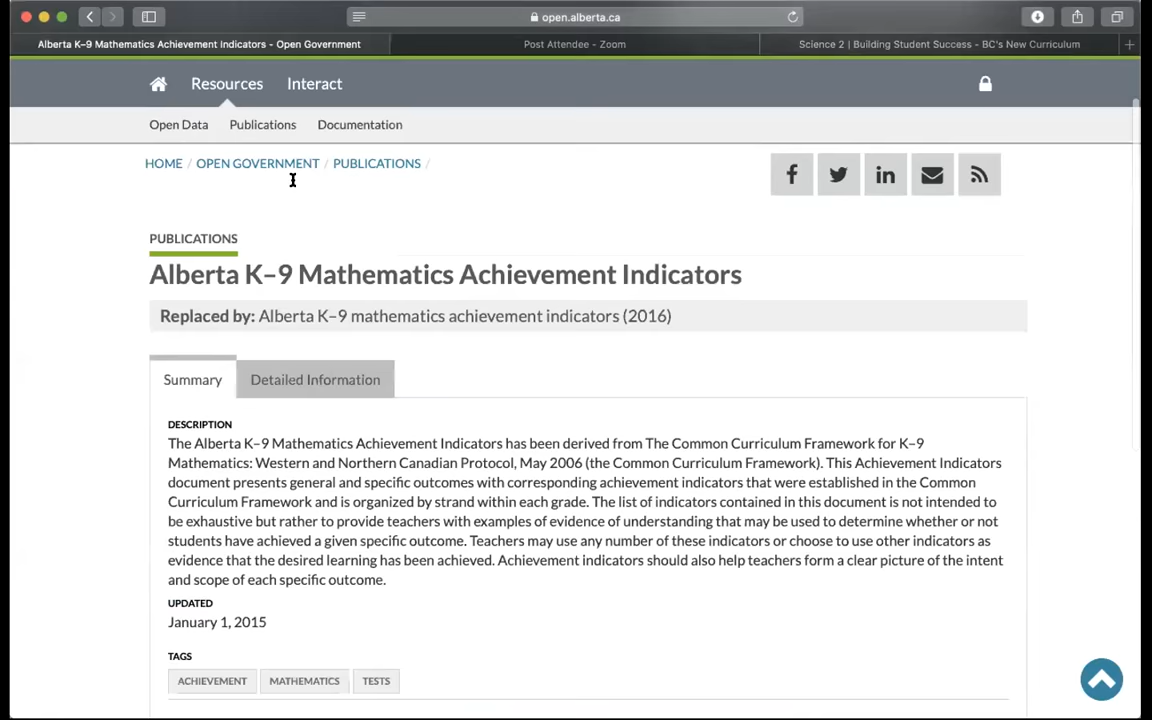 open.alberta.ca
Alberta K–9 Mathematics Achievement Indicators - Open Government
Post Attendee - Zoom
Science 2 | Building Student Success - BC's New Curriculum
Resources
Interact
Open Data
Publications
Documentation
HOME / OPEN GOVERNMENT / PUBLICATIONS /
PUBLICATIONS
Alberta K–9 Mathematics Achievement Indicators
Replaced by: Alberta K–9 mathematics achievement indicators (2016)
Summary
Detailed Information
DESCRIPTION
The Alberta K–9 Mathematics Achievement Indicators has been derived from The Common Curriculum Framework for K–9
Mathematics: Western and Northern Canadian Protocol, May 2006 (the Common Curriculum Framework). This Achievement Indicators
document presents general and specific outcomes with corresponding achievement indicators that were established in the Common
Curriculum Framework and is organized by strand within each grade. The list of indicators contained in this document is not intended to
be exhaustive but rather to provide teachers with examples of evidence of understanding that may be used to determine whether or not
students have achieved a given specific outcome. Teachers may use any number of these indicators or choose to use other indicators as
evidence that the desired learning has been achieved. Achievement indicators should also help teachers form a clear picture of the intent
and scope of each specific outcome.
UPDATED
January 1, 2015
TAGS
ACHIEVEMENT
MATHEMATICS
TESTS